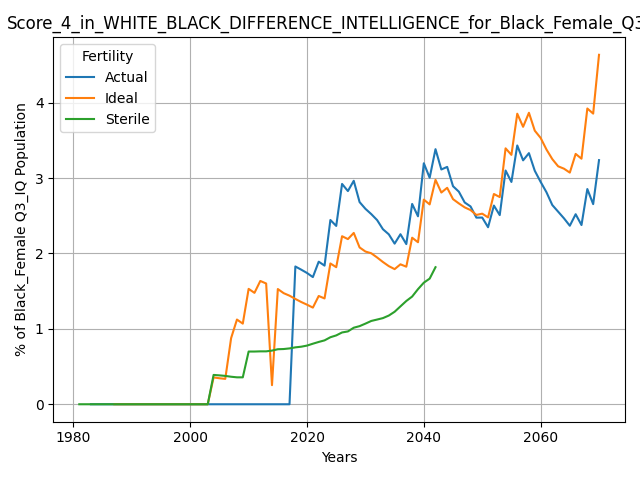 Score_4_in_WHITE_BLACK_DIFFERENCE_INTELLIGENCE_for_Black_Female_Q3
Fertility
Actual
Ideal
Sterile
% of Black_Female Q3_IQ Population
4
3
2
1
0
1980 2000 2020 2040 2060
Years